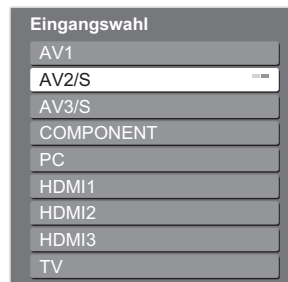 Eingangswahl
AV1
AV2/S
AV3/S
COMPONENT
PC
HDMI1
HDMI2
HDMI3
TV